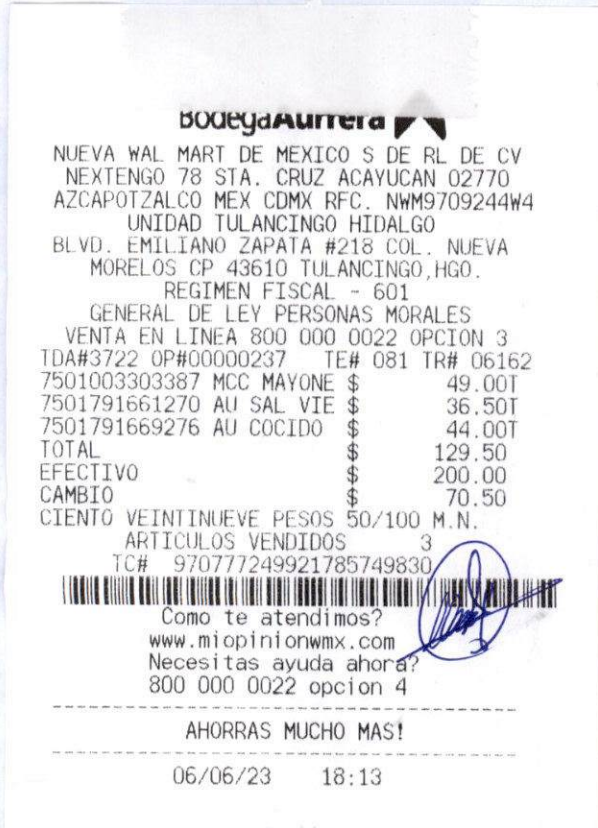 BodegaAurrera
NUEVA WAL MART DE MEXICO S DE RL DE CV
NEXTENGO 78 STA. CRUZ ACAYUCAN 02770
AZCAPOTZALCO MEX CDMX RFC. NWM9709244W4
UNIDAD TULANCINGO HIDALGO
BLVD. EMILIANO ZAPATA #218 COL. NUEVA
MORELOS CP 43610 TULANCINGO,HGO.
REGIMEN FISCAL - 601
GENERAL DE LEY PERSONAS MORALES
VENTA EN LINEA 800 000 0022 OPCION 3
TDA#3722 OP#00000237 TE# 081 TR# 06162
7501003303387 MCC MAYONE $ 49.00T
7501791661270 AU SAL VIE $ 36.50T
7501791669276 AU COCIDO $ 44.00T
TOTAL $ 129.50
EFECTIVO $ 200.00
CAMBIO $ 70.50
CIENTO VEINTINUEVE PESOS 50/100 M.N.
ARTICULOS VENDIDOS 3
TC# 970777249921785749830
Como te atendimos?
www.miopinionwmx.com
Necesitas ayuda ahora?
800 000 0022 opcion 4
AHORRAS MUCHO MAS!
06/06/23 18:13